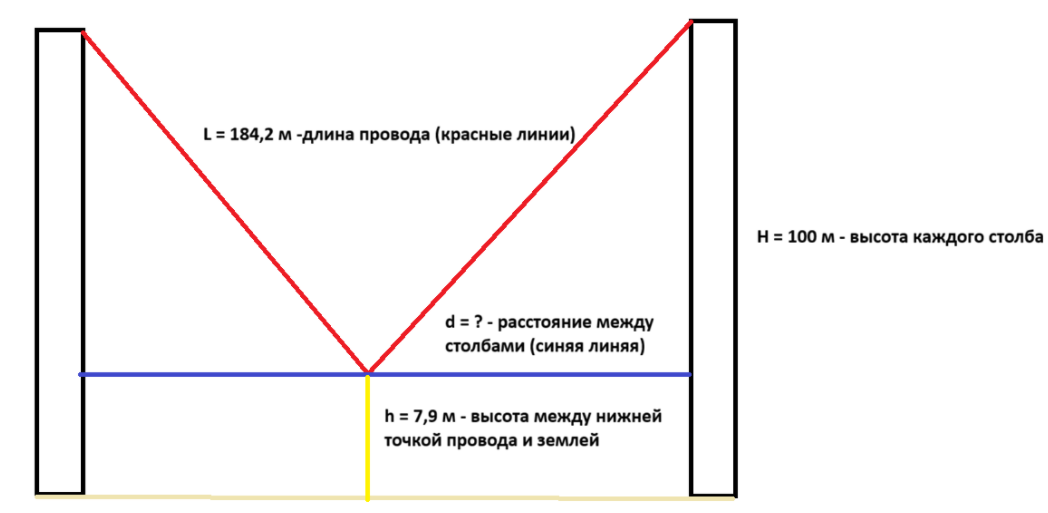 L = 184,2 м -длина провода (красные линии)
H = 100 м - высота каждого столба
d = ? - расстояние между
столбами (синяя линяя)
h = 7,9 м - высота между нижней
точкой провода и землей